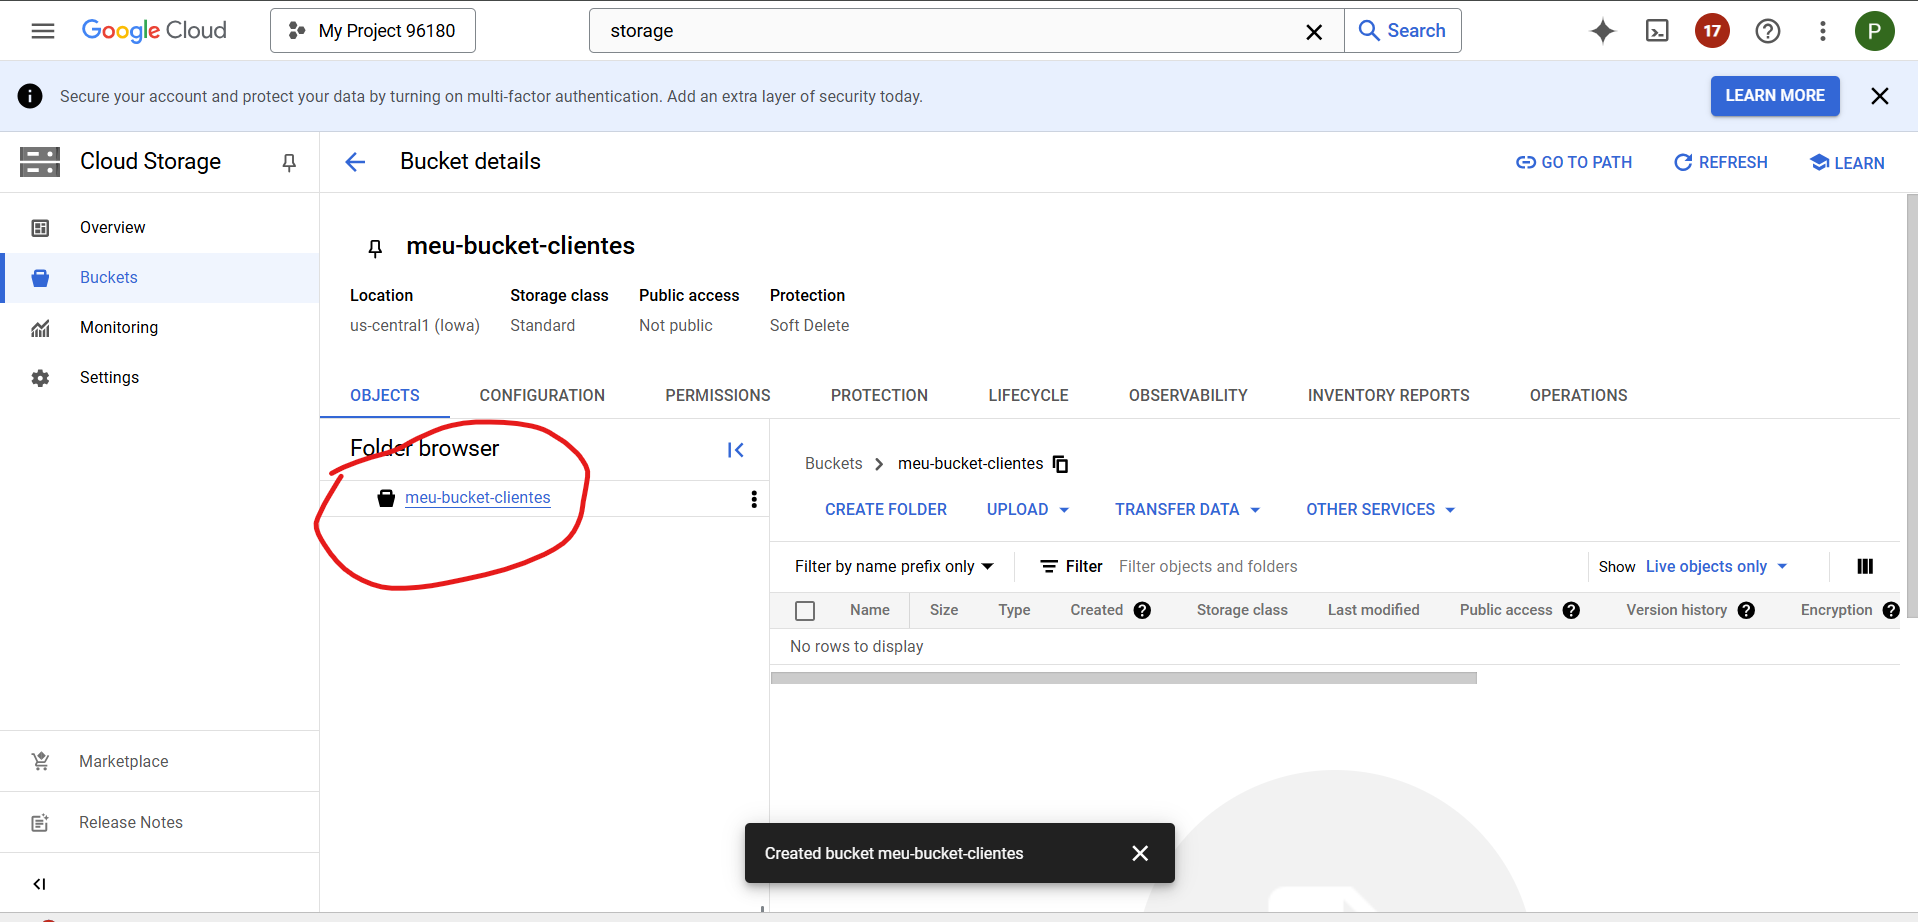 Google Cloud
My Project 96180
storage
Search
17
P
Secure your account and protect your data by turning on multi-factor authentication. Add an extra layer of security today.
LEARN MORE
Cloud Storage
Bucket details
GO TO PATH
REFRESH
LEARN
Overview
Buckets
Monitoring
Settings
Marketplace
Release Notes
meu-bucket-clientes
Location
Storage class
Public access
Protection
us-central1 (Iowa)
Standard
Not public
Soft Delete
OBJECTS
CONFIGURATION
PERMISSIONS
PROTECTION
LIFECYCLE
OBSERVABILITY
INVENTORY REPORTS
OPERATIONS
Folder browser
meu-bucket-clientes
Buckets
meu-bucket-clientes
CREATE FOLDER
UPLOAD
TRANSFER DATA
OTHER SERVICES
Filter by name prefix only
Filter
Filter objects and folders
Show
Live objects only
Name
Size
Type
Created
Storage class
Last modified
Public access
Version history
Encryption
No rows to display
Created bucket meu-bucket-clientes